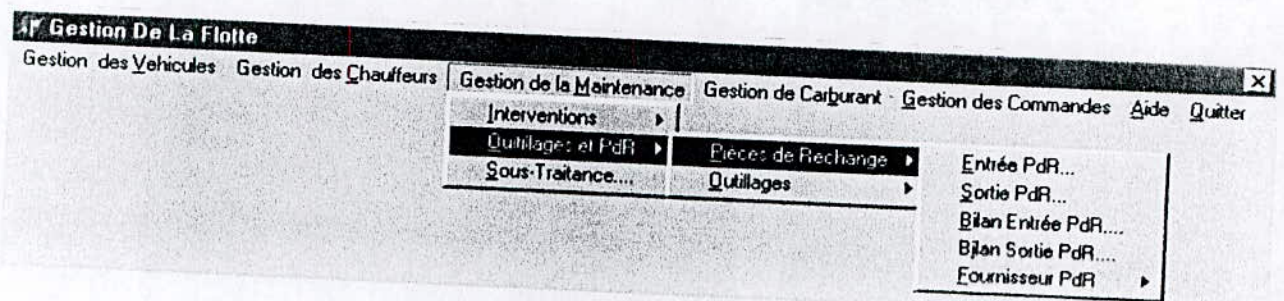 Gestion De La Flotte
Gestion des Vehicules Gestion des Chauffeurs Gestion de la Maintenance Gestion de Carburant Gestion des Commandes Aide Quitter
Interventions
Outillages et PdR
Sous-Traitance....
Pièces de Rechange
Outillages
Entrée PdR...
Sortie PdR...
Bilan Entrée PdR....
Bilan Sortie PdR....
Fournisseur PdR